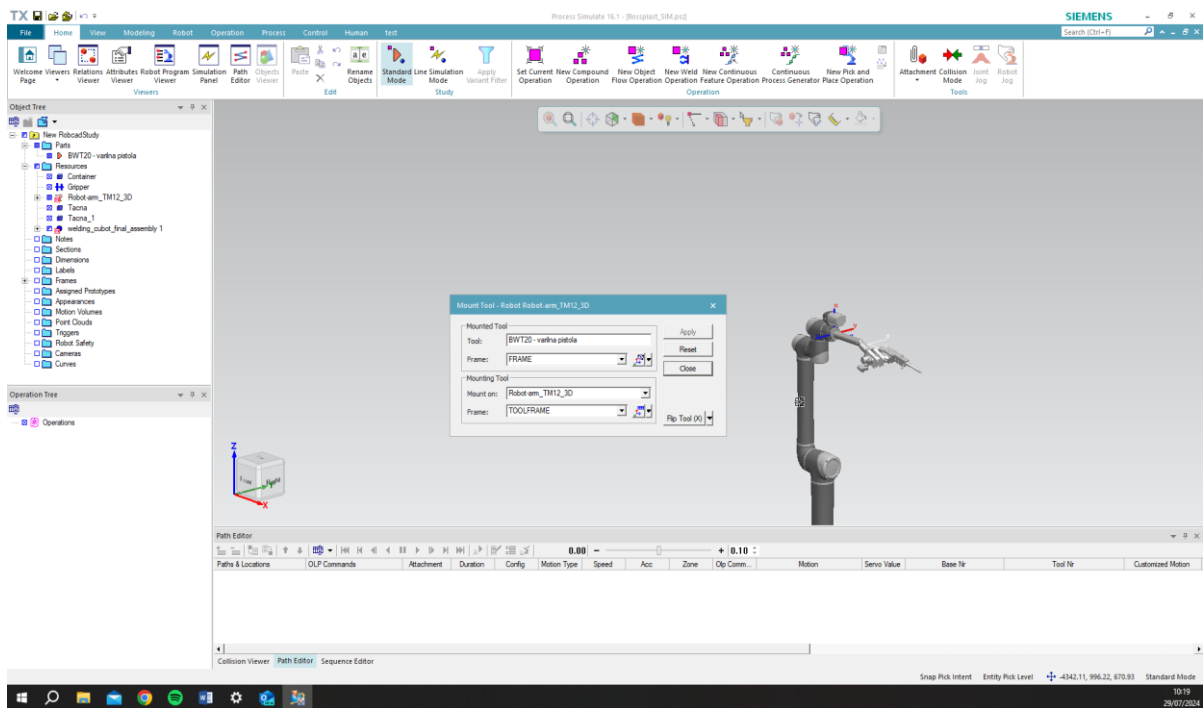 TX
Process Simulate 16.1 - [Bossplast_SIM.psz]
SIEMENS
File Home View Modeling Robot Operation Process Control Human test
Search (Ctrl+F)
Welcome Page
Viewers
Relations Viewer
Attributes Viewer
Robot Program Viewer
Simulation Panel
Path Editor
Objects Viewer
Paste
Rename Objects
Standard Mode
Line Simulation Mode
Apply Variant Filter
Set Current Operation
New Compound Operation
New Object Flow Operation
New Weld Operation
New Continuous Feature Operation
Continuous Process Generator
New Pick and Place Operation
Attachment
Collision Mode
Joint Jog
Robot Jog
Viewers Edit Study Operation Tools
Object Tree
New RobcadStudy
Parts
BWT20 - varilna pistola
Resources
Container
Gripper
Robot-arm_TM12_3D
Tacna
Tacna_1
welding_cubot_final_assembly 1
Notes
Sections
Dimensions
Labels
Frames
Assigned Prototypes
Appearances
Motion Volumes
Point Clouds
Triggers
Robot Safety
Cameras
Curves
Operation Tree
Operations
Mount Tool - Robot Robot-arm_TM12_3D
Mounted Tool
Tool: BWT20 - varilna pistola
Frame: FRAME
Mounting Tool
Mount on: Robot-arm_TM12_3D
Frame: TOOLFRAME
Apply
Reset
Close
Flip Tool (X)
Z
Right
X
Path Editor
0.00 - + 0.10
Paths & Locations OLP Commands Attachment Duration Config Motion Type Speed Acc Zone Olp Comm... Motion Servo Value Base Nr Tool Nr Customized Motion
Collision Viewer Path Editor Sequence Editor
Snap Pick Intent Entity Pick Level -4342.11, 996.22, 670.93 Standard Mode
10:19
29/07/2024